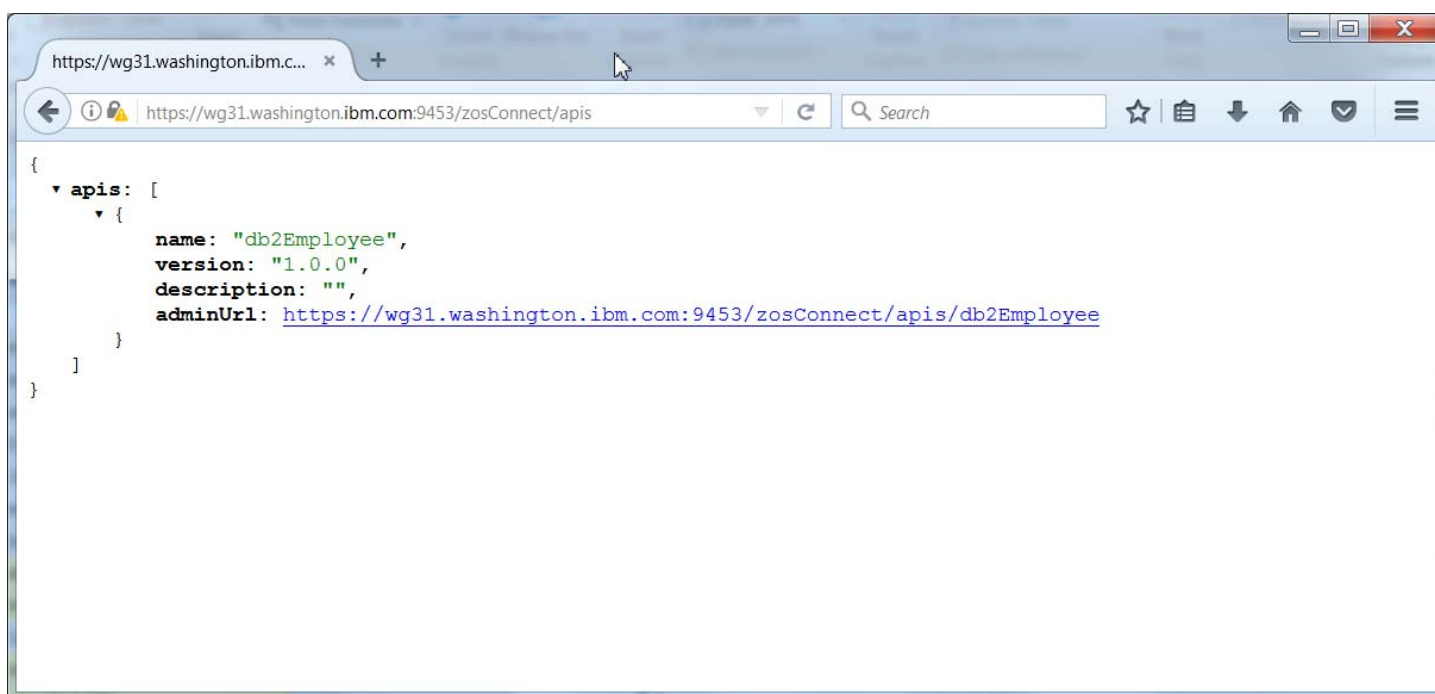 https://wg31.washington.ibm.c...
https://wg31.washington.ibm.com:9453/zosConnect/apis
Search
{
▾ apis: [
▾ {
name: "db2Employee",
version: "1.0.0",
description: "",
adminUrl: https://wg31.washington.ibm.com:9453/zosConnect/apis/db2Employee
}
]
}